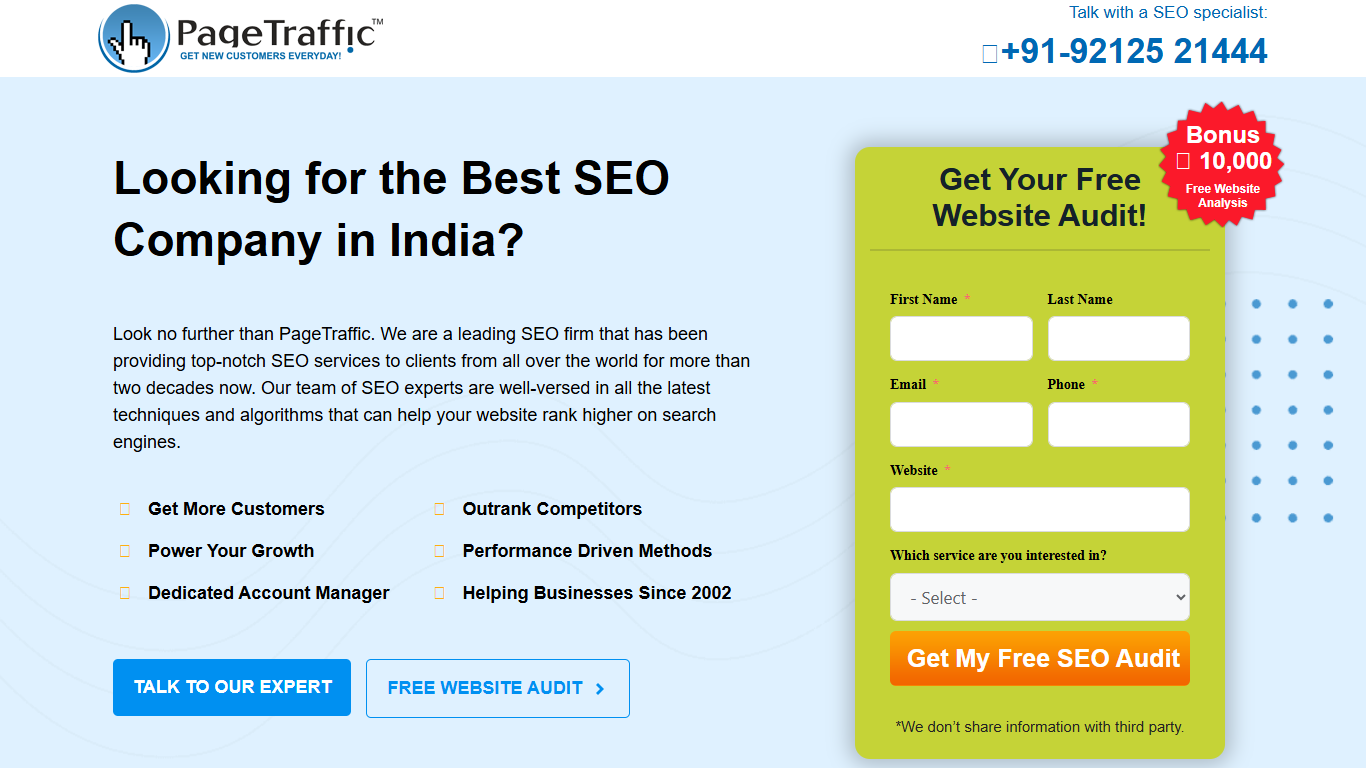 PageTraffic™
GET NEW CUSTOMERS EVERYDAY!
Talk with a SEO specialist:
+91-92125 21444
Looking for the Best SEO
Company in India?
Look no further than PageTraffic. We are a leading SEO firm that has been
providing top-notch SEO services to clients from all over the world for more than
two decades now. Our team of SEO experts are well-versed in all the latest
techniques and algorithms that can help your website rank higher on search
engines.
Get More Customers
Outrank Competitors
Power Your Growth
Performance Driven Methods
Dedicated Account Manager
Helping Businesses Since 2002
TALK TO OUR EXPERT
FREE WEBSITE AUDIT
Bonus
10,000
Free Website
Analysis
Get Your Free
Website Audit!
First Name *
Last Name
Email *
Phone *
Website *
Which service are you interested in?
- Select -
Get My Free SEO Audit
*We don’t share information with third party.